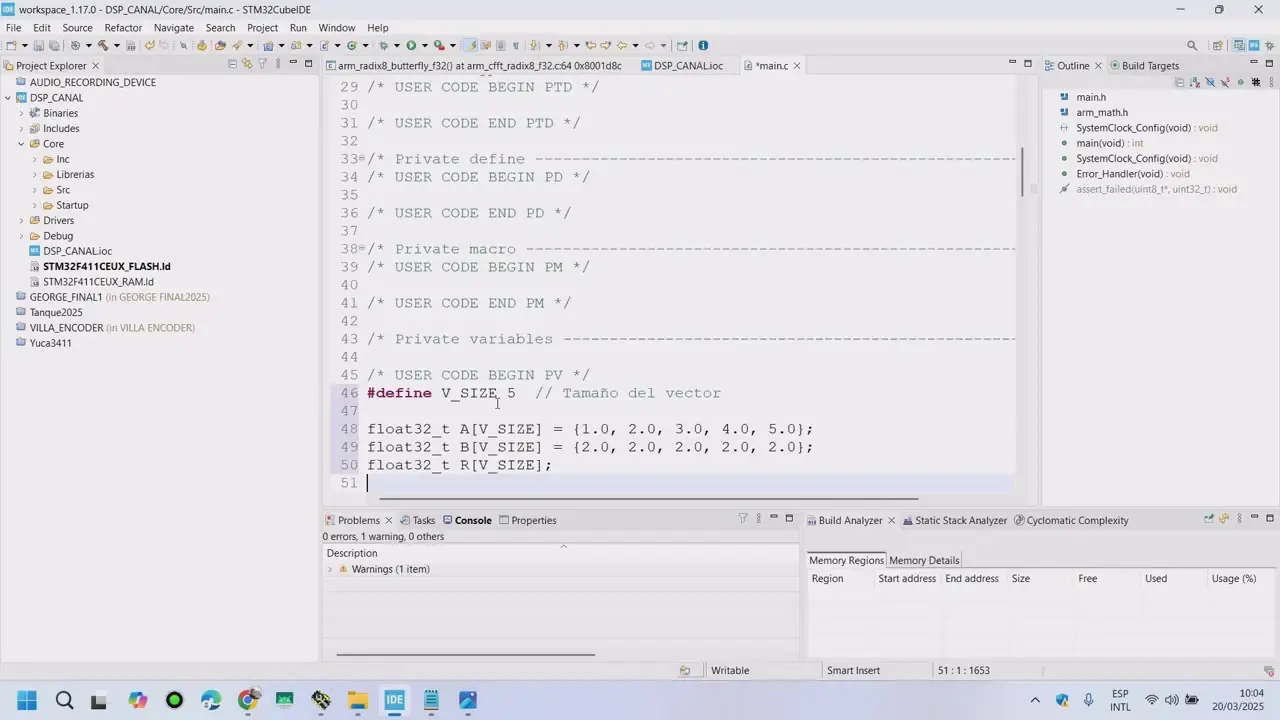 workspace_1.17.0 - DSP_CANAL/Core/Src/main.c - STM32CubeIDE
File Edit Source Refactor Navigate Search Project Run Window Help
Project Explorer
AUDIO_RECORDING_DEVICE
DSP_CANAL
Binaries
Includes
Core
Inc
Librerias
Src
Startup
Drivers
Debug
DSP_CANAL.ioc
STM32F411CEUX_FLASH.ld
STM32F411CEUX_RAM.ld
GEORGE_FINAL1 (in GEORGE FINAL2025)
Tanque2025
VILLA_ENCODER (in VILLA ENCODER)
Yuca3411
arm_radix8_butterfly_f32() at arm_cfft_radix8_f32.c:64 0x8001d8c
DSP_CANAL.ioc
*main.c
29 /* USER CODE BEGIN PTD */
30
31 /* USER CODE END PTD */
32
33 /* Private define ----------------------------------------------------
34 /* USER CODE BEGIN PD */
35
36 /* USER CODE END PD */
37
38 /* Private macro -----------------------------------------------------
39 /* USER CODE BEGIN PM */
40
41 /* USER CODE END PM */
42
43 /* Private variables -------------------------------------------------
44
45 /* USER CODE BEGIN PV */
46 #define V_SIZE 5  // Tamaño del vector
47
48 float32_t A[V_SIZE] = {1.0, 2.0, 3.0, 4.0, 5.0};
49 float32_t B[V_SIZE] = {2.0, 2.0, 2.0, 2.0, 2.0};
50 float32_t R[V_SIZE];
51
Outline
Build Targets
main.h
arm_math.h
SystemClock_Config(void) : void
main(void) : int
SystemClock_Config(void) : void
Error_Handler(void) : void
assert_failed(uint8_t*, uint32_t) : void
Problems Tasks Console Properties
0 errors, 1 warning, 0 others
Description
Warnings (1 item)
Build Analyzer Static Stack Analyzer Cyclomatic Complexity
Memory Regions Memory Details
Region Start address End address Size Free Used Usage (%)
Writable Smart Insert 51 : 1 : 1653
IDE
ESP
INTL
10:04
20/03/2025